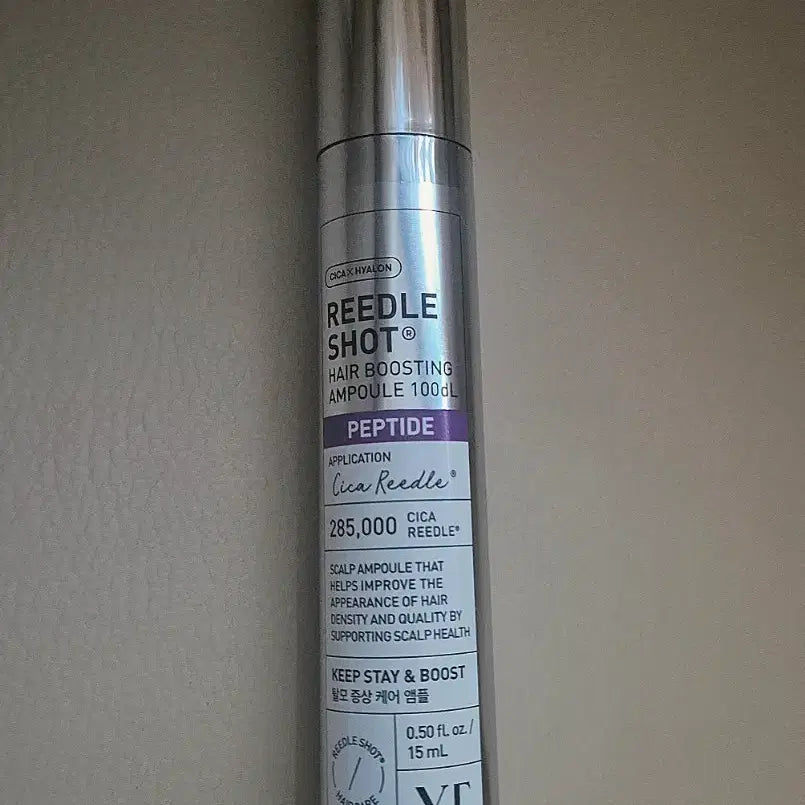 CICA×HYALON
REEDLE
SHOT®
HAIR BOOSTING
AMPOULE 100dL
PEPTIDE
APPLICATION
Cica Reedle®
285,000 CICA
REEDLE®
SCALP AMPOULE THAT
HELPS IMPROVE THE
APPEARANCE OF HAIR
DENSITY AND QUALITY BY
SUPPORTING SCALP HEALTH
KEEP STAY & BOOST
탈모 증상 케어 앰플
REEDLE SHOT®
HAIRCARE
0.50 fl. oz. /
15 mL
VT